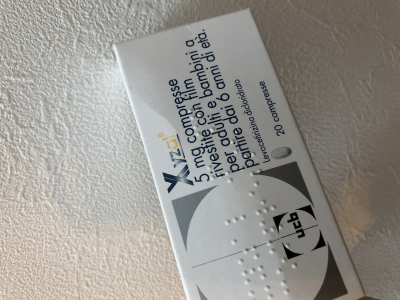 Xyzal®
5 mg compresse
rivestite con film
per adulti e bambini a
partire dai 6 anni di età.
Levocetirizina dicloridrato
20 compresse
ucb